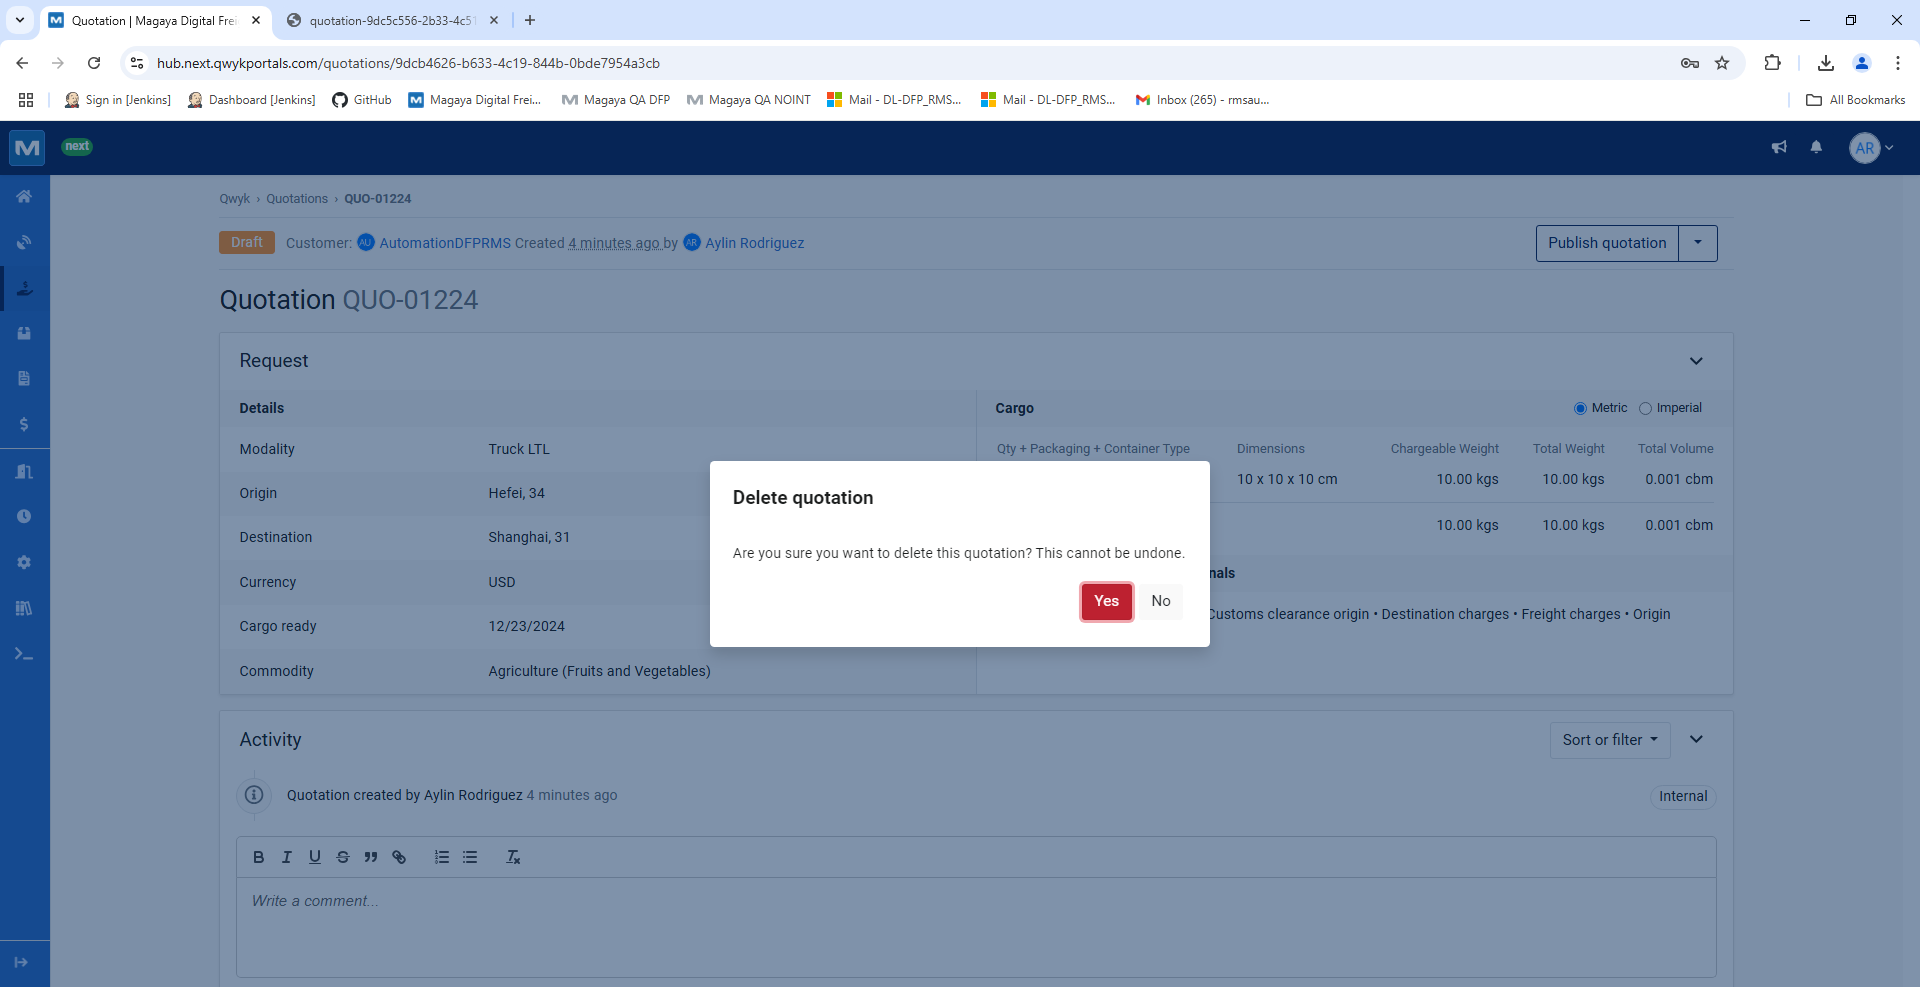 Quotation | Magaya Digital Frei
quotation-9dc5c556-2b33-4c51
hub.next.qwykportals.com/quotations/9dcb4626-b633-4c19-844b-0bde7954a3cb
Sign in [Jenkins]
Dashboard [Jenkins]
GitHub
Magaya Digital Frei...
Magaya QA DFP
Magaya QA NOINT
Mail - DL-DFP_RMS...
Mail - DL-DFP_RMS...
Inbox (265) - rmsau...
All Bookmarks
next
AR
Qwyk › Quotations › QUO-01224
Draft Customer: AU AutomationDFPRMS Created 4 minutes ago by AR Aylin Rodriguez
Publish quotation
Quotation QUO-01224
Request
Details
Cargo
Metric Imperial
Modality Truck LTL
Origin Hefei, 34
Destination Shanghai, 31
Currency USD
Cargo ready 12/23/2024
Commodity Agriculture (Fruits and Vegetables)
Qty + Packaging + Container Type Dimensions Chargeable Weight Total Weight Total Volume
10 x 10 x 10 cm 10.00 kgs 10.00 kgs 0.001 cbm
10.00 kgs 10.00 kgs 0.001 cbm
nals
Customs clearance origin • Destination charges • Freight charges • Origin
Delete quotation
Are you sure you want to delete this quotation? This cannot be undone.
Yes No
Activity
Sort or filter
Quotation created by Aylin Rodriguez 4 minutes ago
Internal
Write a comment...